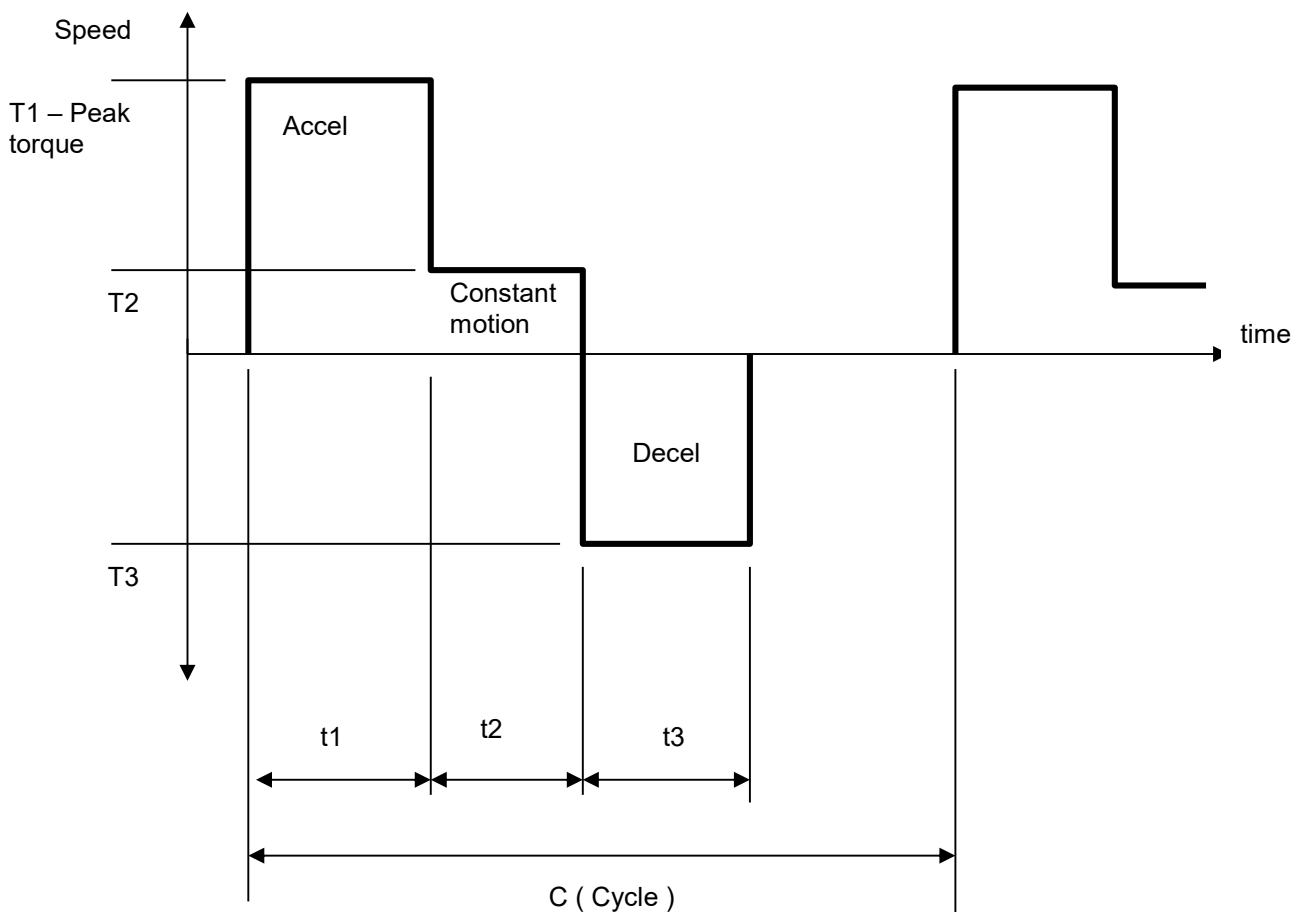 Speed
T1 – Peak
torque
Accel
T2
Constant
motion
time
Decel
T3
t1
t2
t3
C ( Cycle )